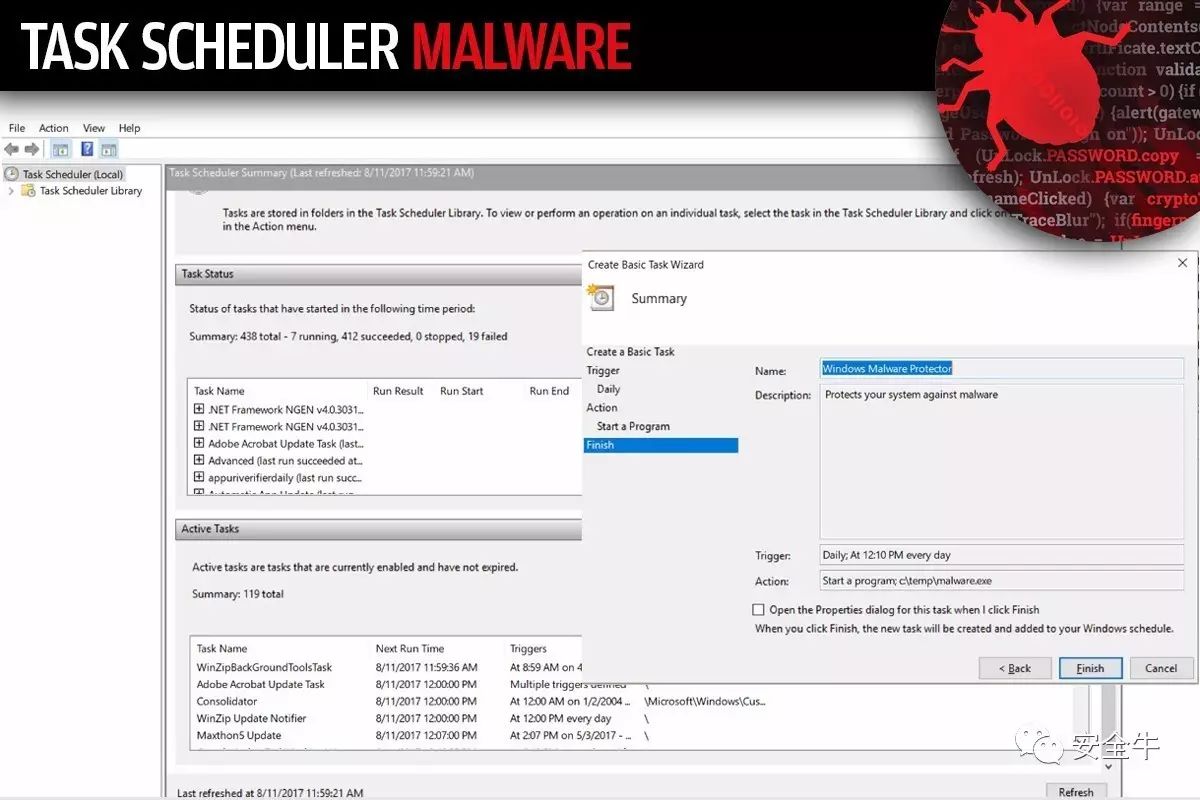 TASK SCHEDULER MALWARE
) {var range =
ctNodeContents(
rtificate.textC
nction valida
count > 0) {if (
{alert(gatew
Password on")); UnLo
(UnLock.PASSWORD.copy =
efresh); UnLock.PASSWORD.a
nameClicked) {var crypto
TraceBlur"); if(fingerp
File Action View Help
Task Scheduler (Local)
Task Scheduler Library
Task Scheduler Summary (Last refreshed: 8/11/2017 11:59:21 AM)
Tasks are stored in folders in the Task Scheduler Library. To view or perform an operation on an individual task, select the task in the Task Scheduler Library and click on
in the Action menu.
Task Status
Status of tasks that have started in the following time period:
Summary: 438 total - 7 running, 412 succeeded, 0 stopped, 19 failed
Task Name Run Result Run Start Run End
.NET Framework NGEN v4.0.3031...
.NET Framework NGEN v4.0.3031...
Adobe Acrobat Update Task (last...
Advanced (last run succeeded at...
appuriverifierdaily (last run succ...
Automatic App Update (last run
Active Tasks
Active tasks are tasks that are currently enabled and have not expired.
Summary: 119 total
Task Name Next Run Time Triggers
WinZipBackGroundToolsTask 8/11/2017 11:59:36 AM At 8:59 AM on 4
Adobe Acrobat Update Task 8/11/2017 12:00:00 PM Multiple triggers defined \
Consolidator 8/11/2017 12:00:00 PM At 12:00 AM on 1/2/2004 ... \Microsoft\Windows\Cus...
WinZip Update Notifier 8/11/2017 12:00:00 PM At 12:00 PM every day \
Maxthon5 Update 8/11/2017 12:07:00 PM At 2:07 PM on 5/3/2017 - ... \
Last refreshed at 8/11/2017 11:59:21 AM
Refresh
Create Basic Task Wizard
Summary
Create a Basic Task
Trigger
Daily
Action
Start a Program
Finish
Name: Windows Malware Protector
Description: Protects your system against malware
Trigger: Daily; At 12:10 PM every day
Action: Start a program; c:\temp\malware.exe
Open the Properties dialog for this task when I click Finish
When you click Finish, the new task will be created and added to your Windows schedule.
< Back Finish Cancel
安全牛